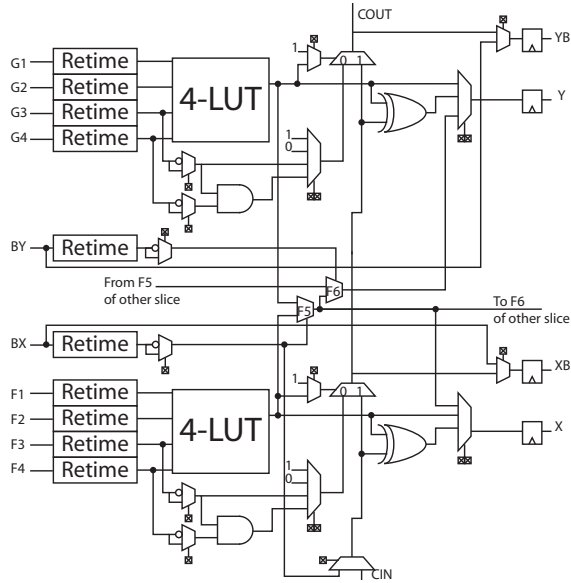 COUT
YB
G1 Retime
1
0 1
G2 Retime
4-LUT
Y
G3 Retime
G4 Retime
1
0
BY Retime
From F5
of other slice
F6
To F6
of other slice
F5
BX Retime
XB
F1 Retime
1
0 1
F2 Retime
4-LUT
X
F3 Retime
F4 Retime
1
0
CIN